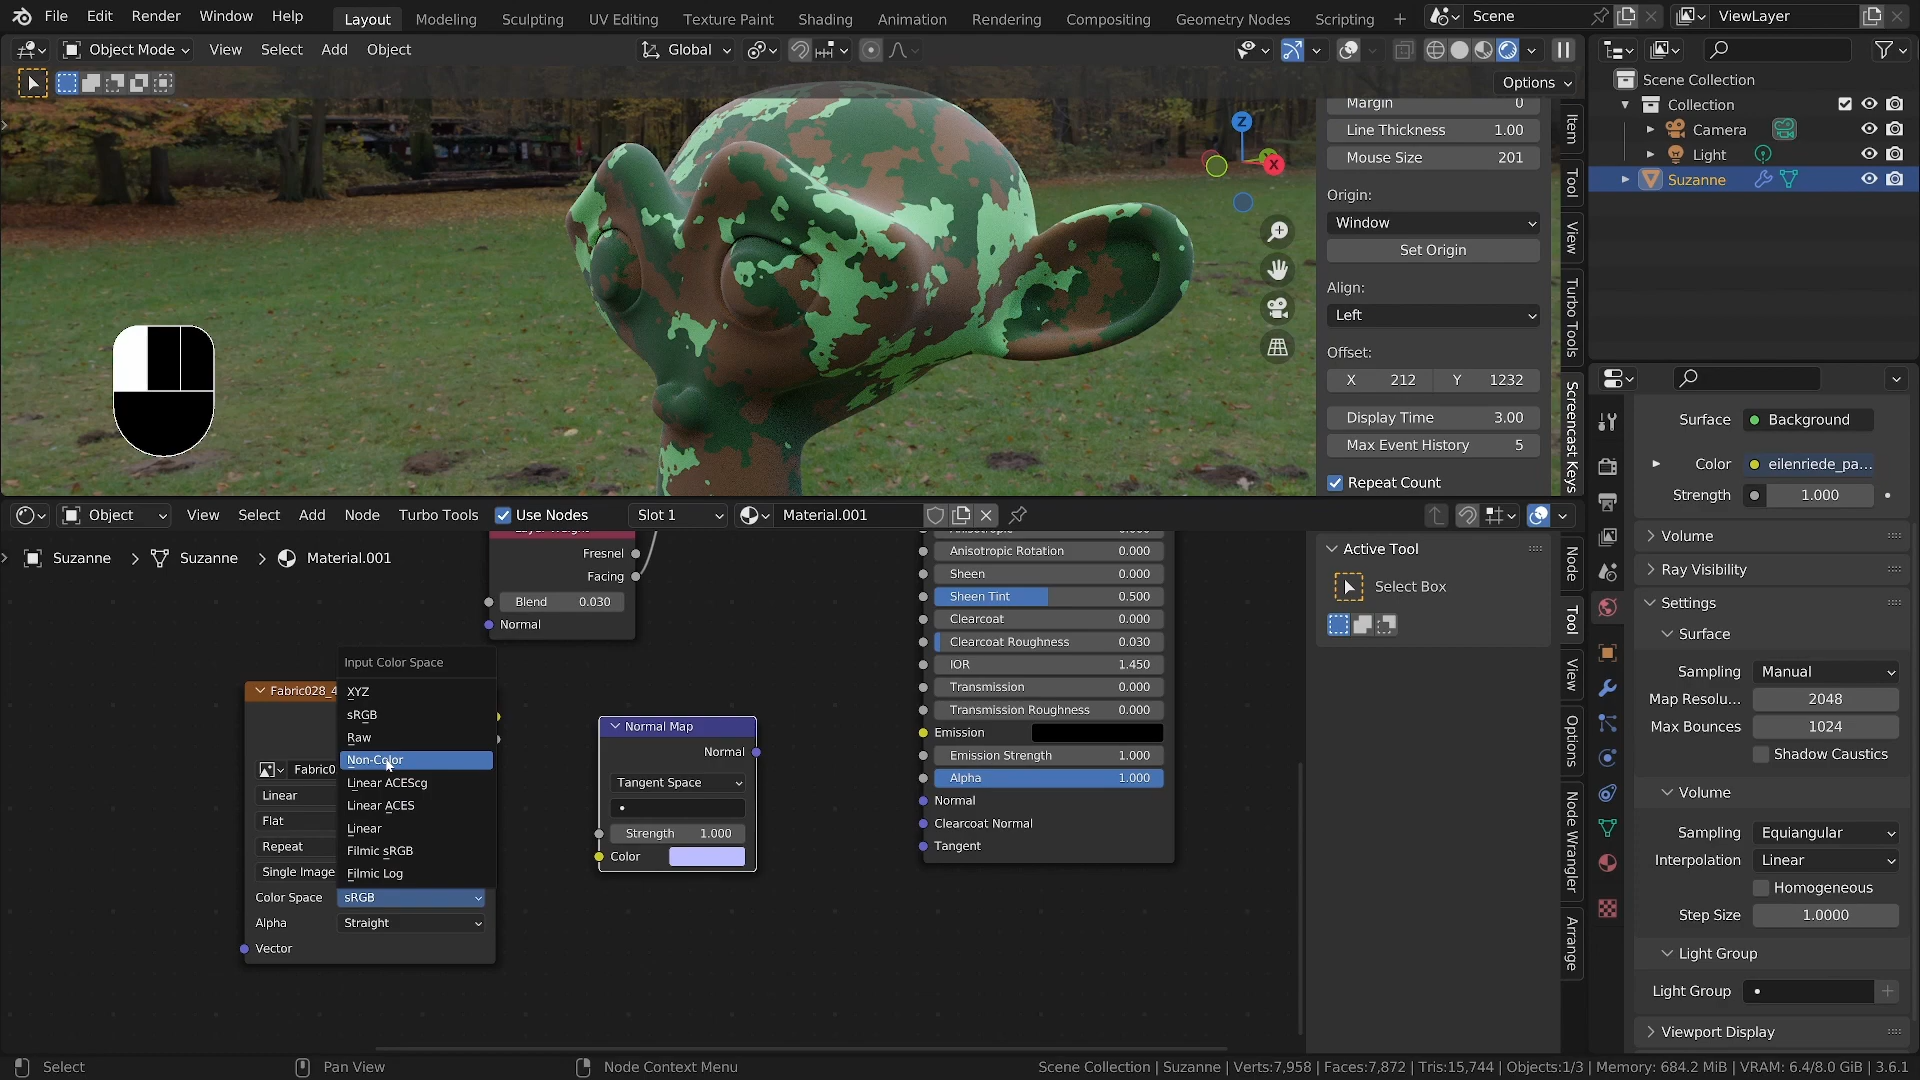 File Edit Render Window Help Layout Modeling Sculpting UV Editing Texture Paint Shading Animation Rendering Compositing Geometry Nodes Scripting + Scene ViewLayer
Object Mode View Select Add Object Global
Options
Margin 0
Line Thickness 1.00
Mouse Size 201
Origin:
Window
Set Origin
Align:
Left
Offset:
X 212 Y 1232
Display Time 3.00
Max Event History 5
Repeat Count
Item
Tool
View
Turbo Tools
Screencast Keys
Z
X
Scene Collection
Collection
Camera
Light
Suzanne
Surface Background
Color eilenriede_pa...
Strength 1.000
Volume
Ray Visibility
Settings
Surface
Sampling Manual
Map Resolu... 2048
Max Bounces 1024
Shadow Caustics
Volume
Sampling Equiangular
Interpolation Linear
Homogeneous
Step Size 1.0000
Light Group
Light Group
Viewport Display
Object View Select Add Node Turbo Tools Use Nodes Slot 1 Material.001
Suzanne > Suzanne > Material.001
Fresnel
Facing
Blend 0.030
Normal
Input Color Space
XYZ
sRGB
Raw
Non-Color
Linear ACEScg
Linear ACES
Linear
Filmic sRGB
Filmic Log
Fabric028_4
Fabric0
Linear
Flat
Repeat
Single Image
Color Space sRGB
Alpha Straight
Vector
Normal Map
Normal
Tangent Space
Strength 1.000
Color
Anisotropic Rotation 0.000
Sheen 0.000
Sheen Tint 0.500
Clearcoat 0.000
Clearcoat Roughness 0.030
IOR 1.450
Transmission 0.000
Transmission Roughness 0.000
Emission
Emission Strength 1.000
Alpha 1.000
Normal
Clearcoat Normal
Tangent
Active Tool
Select Box
Node
Tool
View
Options
Node Wrangler
Arrange
Select Pan View Node Context Menu Scene Collection | Suzanne | Verts:7,958 | Faces:7,872 | Tris:15,744 | Objects:1/3 | Memory: 684.2 MiB | VRAM: 6.4/8.0 GiB | 3.6.1